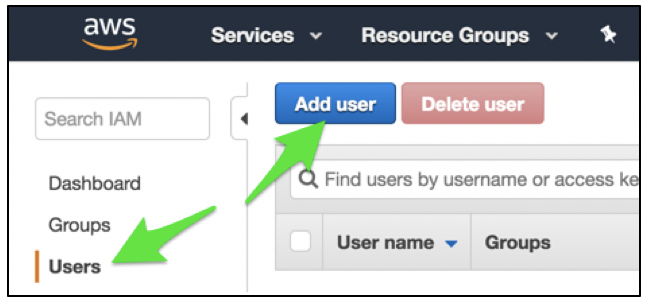 aws Services Resource Groups
Search IAM
Add user Delete user
Dashboard
Groups
Users
Find users by username or access ke
User name Groups